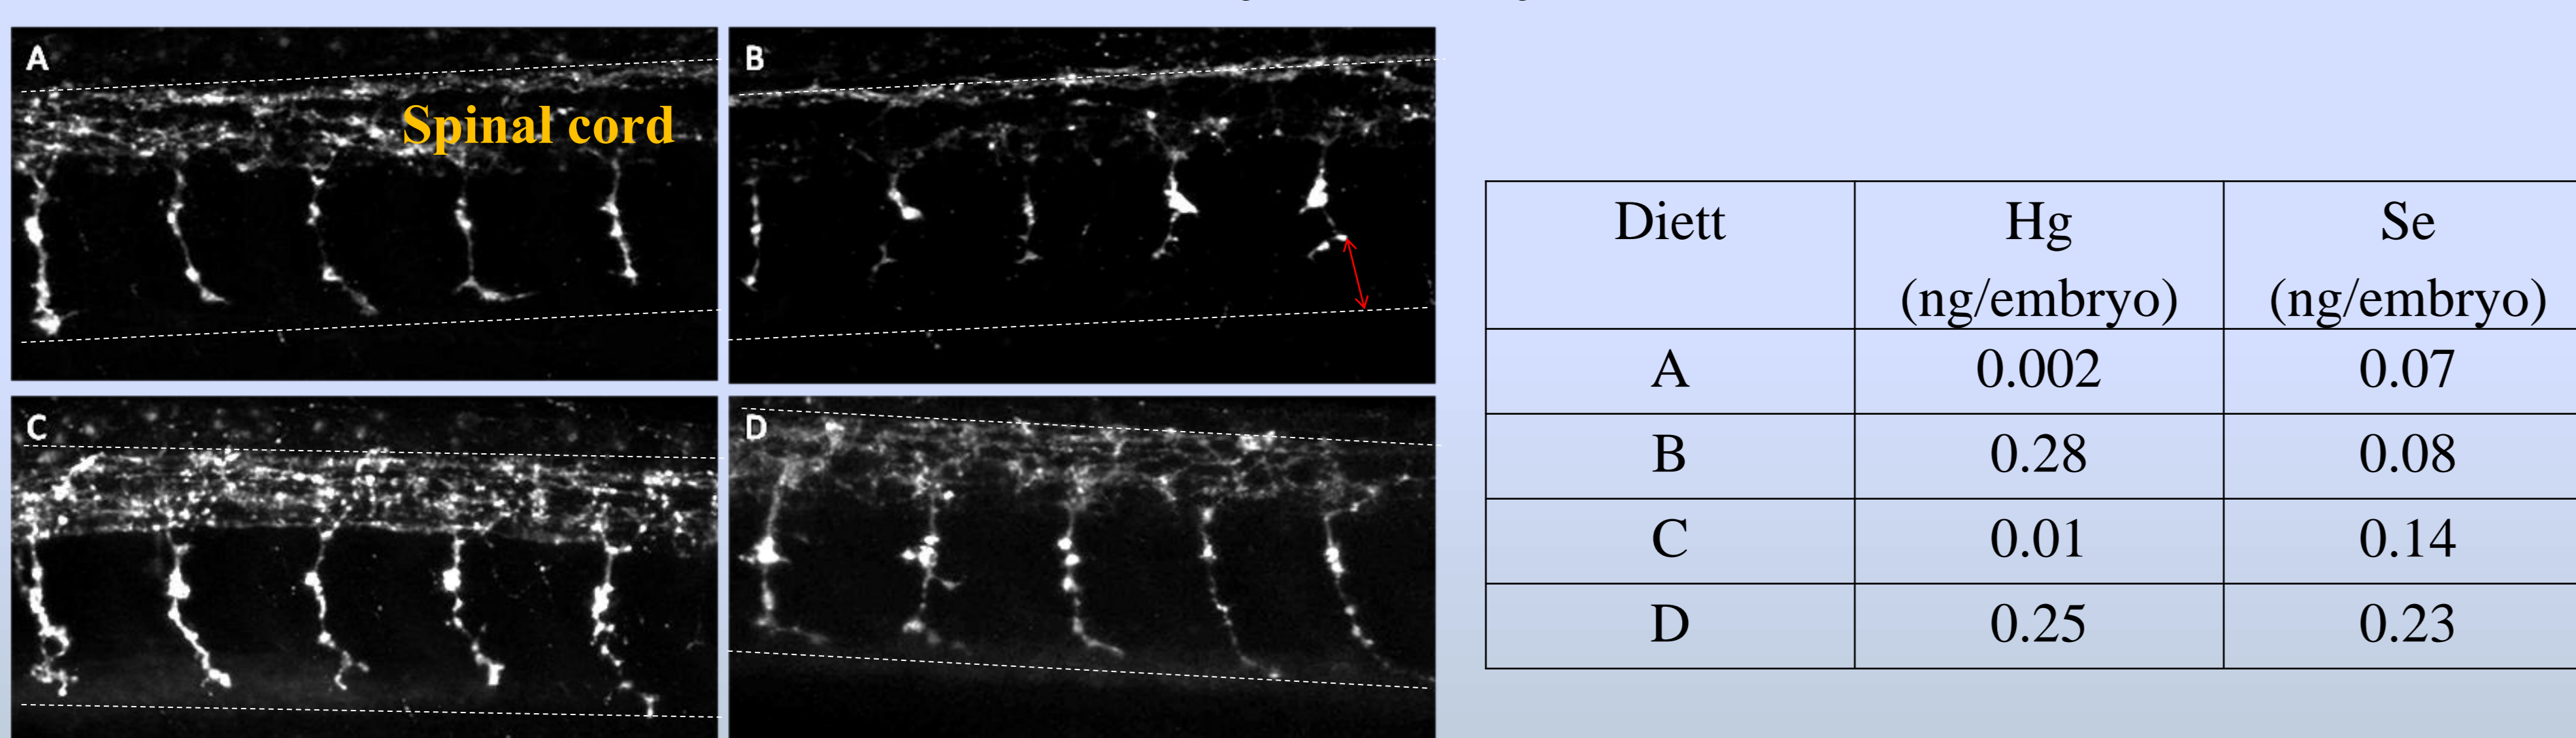 A
Spinal cord
B
C
D
Diett Hg Se
(ng/embryo) (ng/embryo)
A 0.002 0.07
B 0.28 0.08
C 0.01 0.14
D 0.25 0.23